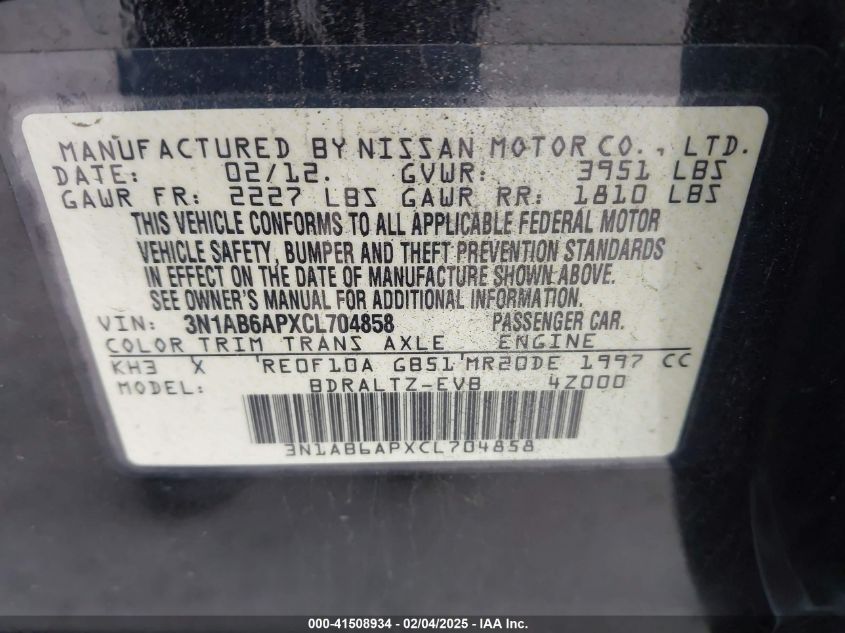 MANUFACTURED BY NISSAN MOTOR CO., LTD.
DATE: 02/12. GVWR: 3951 LBS
GAWR FR: 2227 LBS GAWR RR: 1810 LBS
THIS VEHICLE CONFORMS TO ALL APPLICABLE FEDERAL MOTOR
VEHICLE SAFETY, BUMPER AND THEFT PREVENTION STANDARDS
IN EFFECT ON THE DATE OF MANUFACTURE SHOWN ABOVE.
SEE OWNER'S MANUAL FOR ADDITIONAL INFORMATION.
VIN: 3N1AB6APXCL704858 PASSENGER CAR.
COLOR TRIM TRANS AXLE ENGINE
KH3 X RE0F10A GB51 MR20DE 1997 CC
MODEL: BDRALTZ-EVB 4Z000
3N1AB6APXCL704858
000-41508934 - 02/04/2025 - IAA Inc.